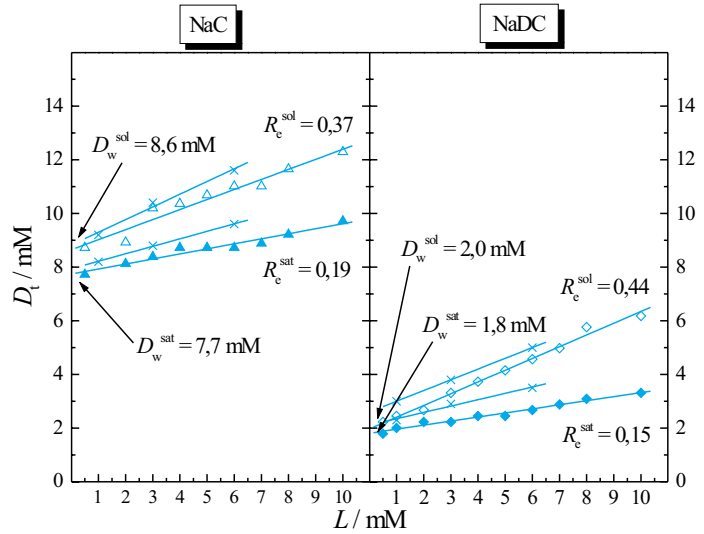 NaC
NaDC
D_t / mM
14
12
10
8
6
4
2
0
D_w^sol = 8,6 mM
R_e^sol = 0,37
R_e^sat = 0,19
D_w^sat = 7,7 mM
D_w^sol = 2,0 mM
D_w^sat = 1,8 mM
R_e^sol = 0,44
R_e^sat = 0,15
14
12
10
8
6
4
2
0
1 2 3 4 5 6 7 8 9 10
1 2 3 4 5 6 7 8 9 10
L / mM